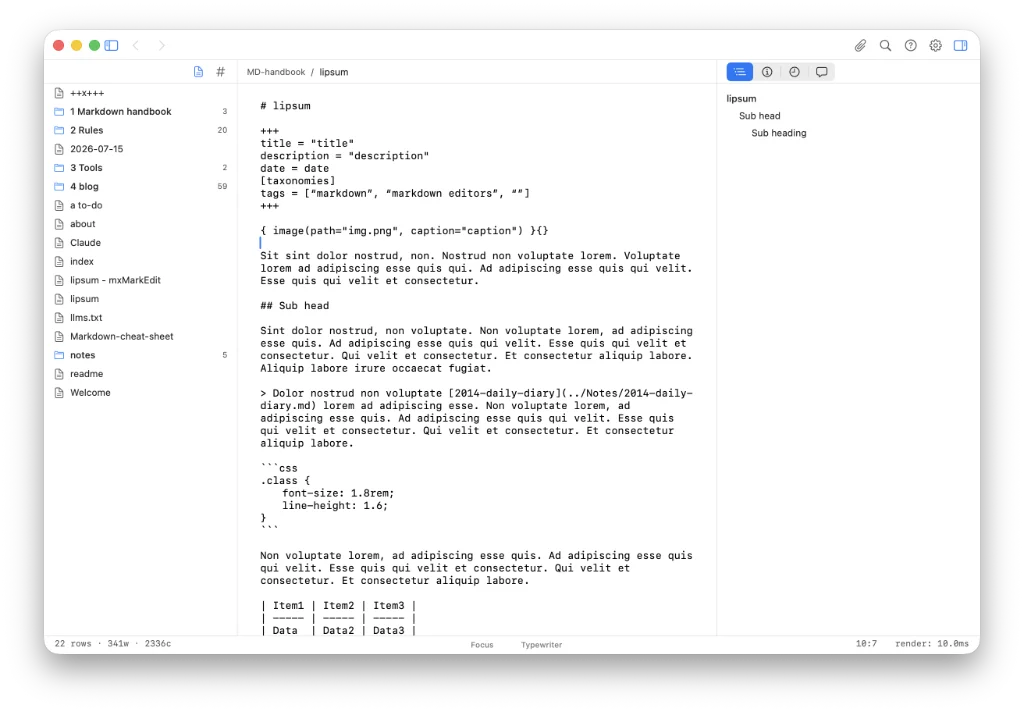 #
MD-handbook / lipsum
++x++
1 Markdown handbook 3
2 Rules 20
2026-07-15
3 Tools 2
4 blog 59
a to-do
about
Claude
index
lipsum - mxMarkEdit
lipsum
llms.txt
Markdown-cheat-sheet
notes 5
readme
Welcome
# lipsum
+++
title = "title"
description = "description"
date = date
[taxonomies]
tags = [“markdown”, “markdown editors”, “”]
+++
{ image(path="img.png", caption="caption") }{}
Sit sint dolor nostrud, non. Nostrud non voluptate lorem. Voluptate
lorem ad adipiscing esse quis qui. Ad adipiscing esse quis qui velit.
Esse quis qui velit et consectetur.
## Sub head
Sint dolor nostrud, non voluptate. Non voluptate lorem, ad adipiscing
esse quis. Ad adipiscing esse quis qui velit. Esse quis qui velit et
consectetur. Qui velit et consectetur. Et consectetur aliquip labore.
Aliquip labore irure occaecat fugiat.
> Dolor nostrud non voluptate [2014-daily-diary](../Notes/2014-daily-
diary.md) lorem ad adipiscing esse. Non voluptate lorem, ad
adipiscing esse quis. Ad adipiscing esse quis qui velit. Esse quis
qui velit et consectetur. Qui velit et consectetur. Et consectetur
aliquip labore.
```css
.class {
font-size: 1.8rem;
line-height: 1.6;
}
```
Non voluptate lorem, ad adipiscing esse quis. Ad adipiscing esse quis
qui velit. Esse quis qui velit et consectetur. Qui velit et
consectetur. Et consectetur aliquip labore.
| Item1 | Item2 | Item3 |
| ----- | ----- | ----- |
| Data | Data2 | Data3 |
lipsum
Sub head
Sub heading
22 rows · 341w · 2336c
Focus Typewriter
10:7 render: 10.0ms